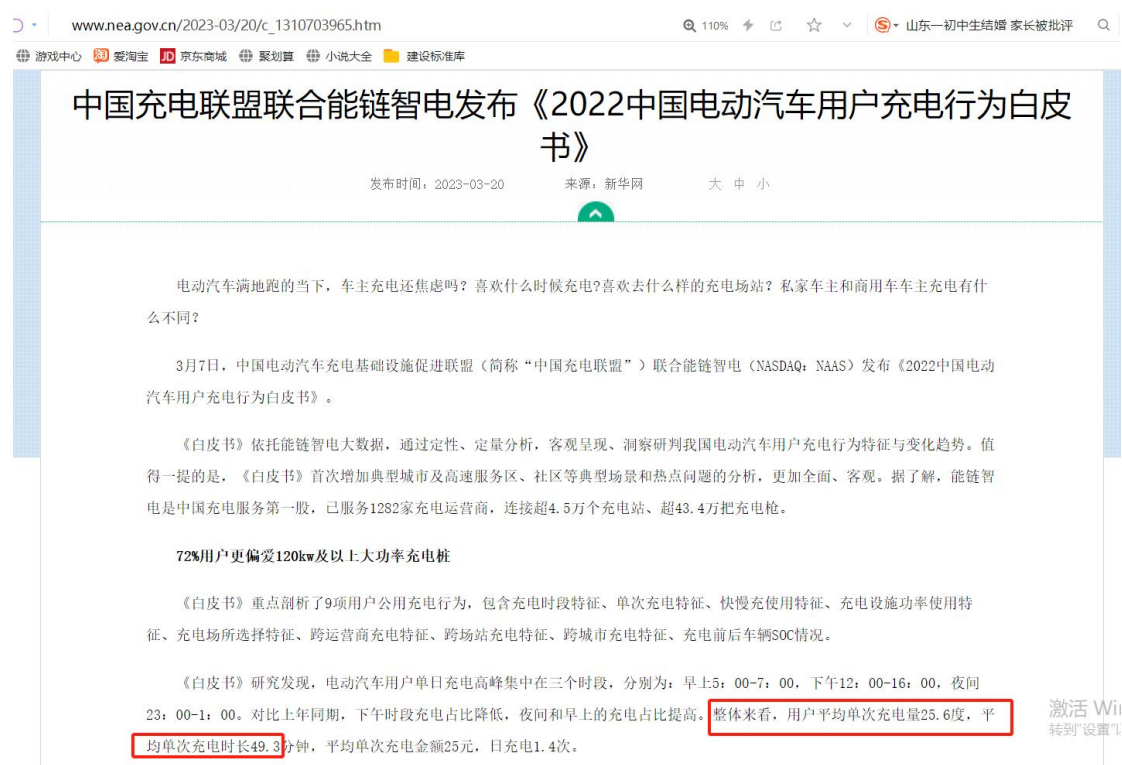 www.nea.gov.cn/2023-03/20/c_1310703965.htm 110% 山东一初中生结婚 家长被批评
游戏中心 淘 爱淘宝 JD 京东商城 聚划算 小说大全 建设标准库
中国充电联盟联合能链智电发布《2022中国电动汽车用户充电行为白皮
书》
发布时间：2023-03-20 来源：新华网 大 中 小
电动汽车满地跑的当下，车主充电还焦虑吗？喜欢什么时候充电?喜欢去什么样的充电场站？私家车主和商用车车主充电有什
么不同？
3月7日，中国电动汽车充电基础设施促进联盟（简称“中国充电联盟”）联合能链智电（NASDAQ：NAAS）发布《2022中国电动
汽车用户充电行为白皮书》。
《白皮书》依托能链智电大数据，通过定性、定量分析，客观呈现、洞察研判我国电动汽车用户充电行为特征与变化趋势。值
得一提的是，《白皮书》首次增加典型城市及高速服务区、社区等典型场景和热点问题的分析，更加全面、客观。据了解，能链智
电是中国充电服务第一股，已服务1282家充电运营商，连接超4.5万个充电站、超43.4万把充电枪。
72%用户更偏爱120kw及以上大功率充电桩
《白皮书》重点剖析了9项用户公用充电行为，包含充电时段特征、单次充电特征、快慢充使用特征、充电设施功率使用特
征、充电场所选择特征、跨运营商充电特征、跨场站充电特征、跨城市充电特征、充电前后车辆SOC情况。
《白皮书》研究发现，电动汽车用户单日充电高峰集中在三个时段，分别为：早上5：00-7：00，下午12：00-16：00，夜间
23：00-1：00。对比上年同期，下午时段充电占比降低，夜间和早上的充电占比提高。整体来看，用户平均单次充电量25.6度，平
均单次充电时长49.3分钟，平均单次充电金额25元，日充电1.4次。
激活 Win
转到"设置"以